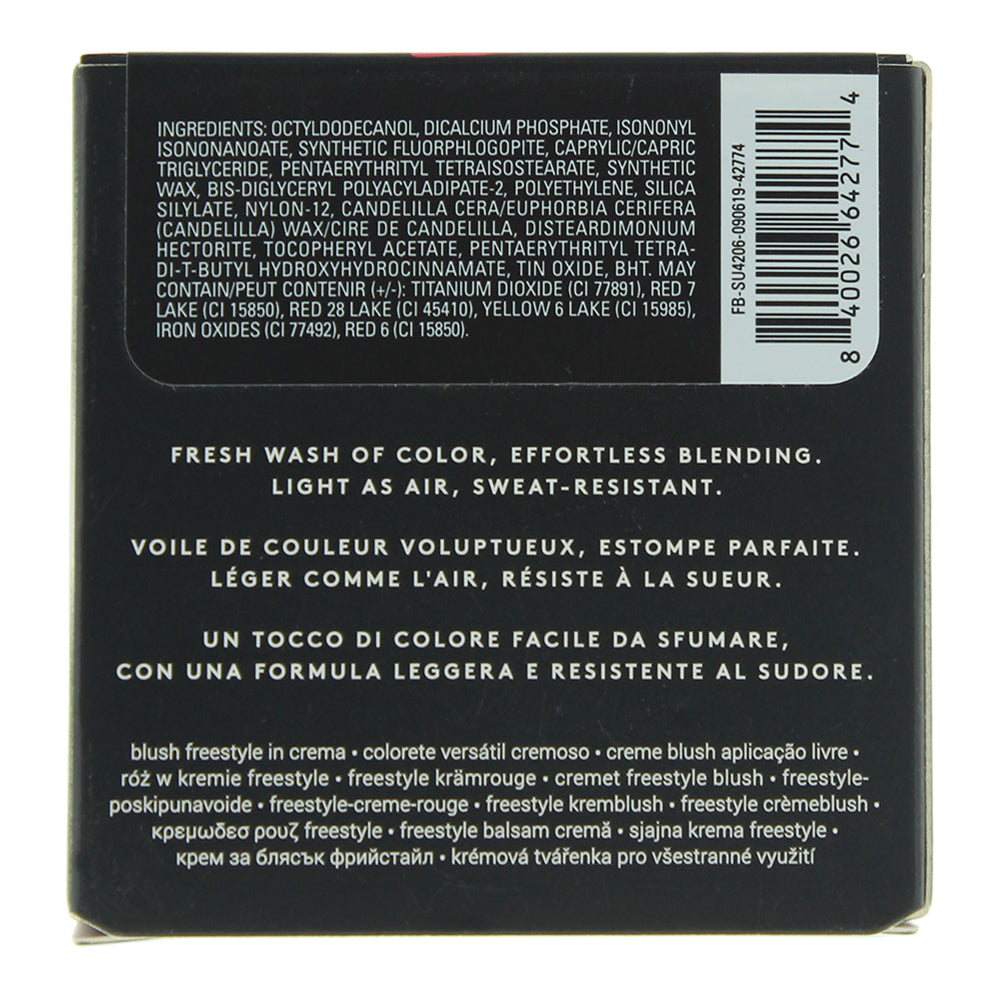 INGREDIENTS: OCTYLDODECANOL, DICALCIUM PHOSPHATE, ISONONYL
ISONONANOATE, SYNTHETIC FLUORPHLOGOPITE, CAPRYLIC/CAPRIC
TRIGLYCERIDE, PENTAERYTHRITYL TETRAISOSTEARATE, SYNTHETIC
WAX, BIS-DIGLYCERYL POLYACYLADIPATE-2, POLYETHYLENE, SILICA
SILYLATE, NYLON-12, CANDELILLA CERA/EUPHORBIA CERIFERA
(CANDELILLA) WAX/CIRE DE CANDELILLA, DISTEARDIMONIUM
HECTORITE, TOCOPHERYL ACETATE, PENTAERYTHRITYL TETRA-
DI-T-BUTYL HYDROXYHYDROCINNAMATE, TIN OXIDE, BHT. MAY
CONTAIN/PEUT CONTENIR (+/-): TITANIUM DIOXIDE (CI 77891), RED 7
LAKE (CI 15850), RED 28 LAKE (CI 45410), YELLOW 6 LAKE (CI 15985),
IRON OXIDES (CI 77492), RED 6 (CI 15850).
FB-SU4206-090619-42774
8 40026 64277 4
FRESH WASH OF COLOR, EFFORTLESS BLENDING.
LIGHT AS AIR, SWEAT-RESISTANT.
VOILE DE COULEUR VOLUPTUEUX, ESTOMPE PARFAITE.
LÉGER COMME L'AIR, RÉSISTE À LA SUEUR.
UN TOCCO DI COLORE FACILE DA SFUMARE,
CON UNA FORMULA LEGGERA E RESISTENTE AL SUDORE.
blush freestyle in crema • colorete versátil cremoso • creme blush aplicação livre •
róż w kremie freestyle • freestyle krämrouge • cremet freestyle blush • freestyle-
poskipunavoide • freestyle-creme-rouge • freestyle kremblush • freestyle crèmeblush •
κρεμωδεσ ρουζ freestyle • freestyle balsam cremă • sjajna krema freestyle •
крем за блясък фрийстайл • krémová tvářenka pro všestranné využití